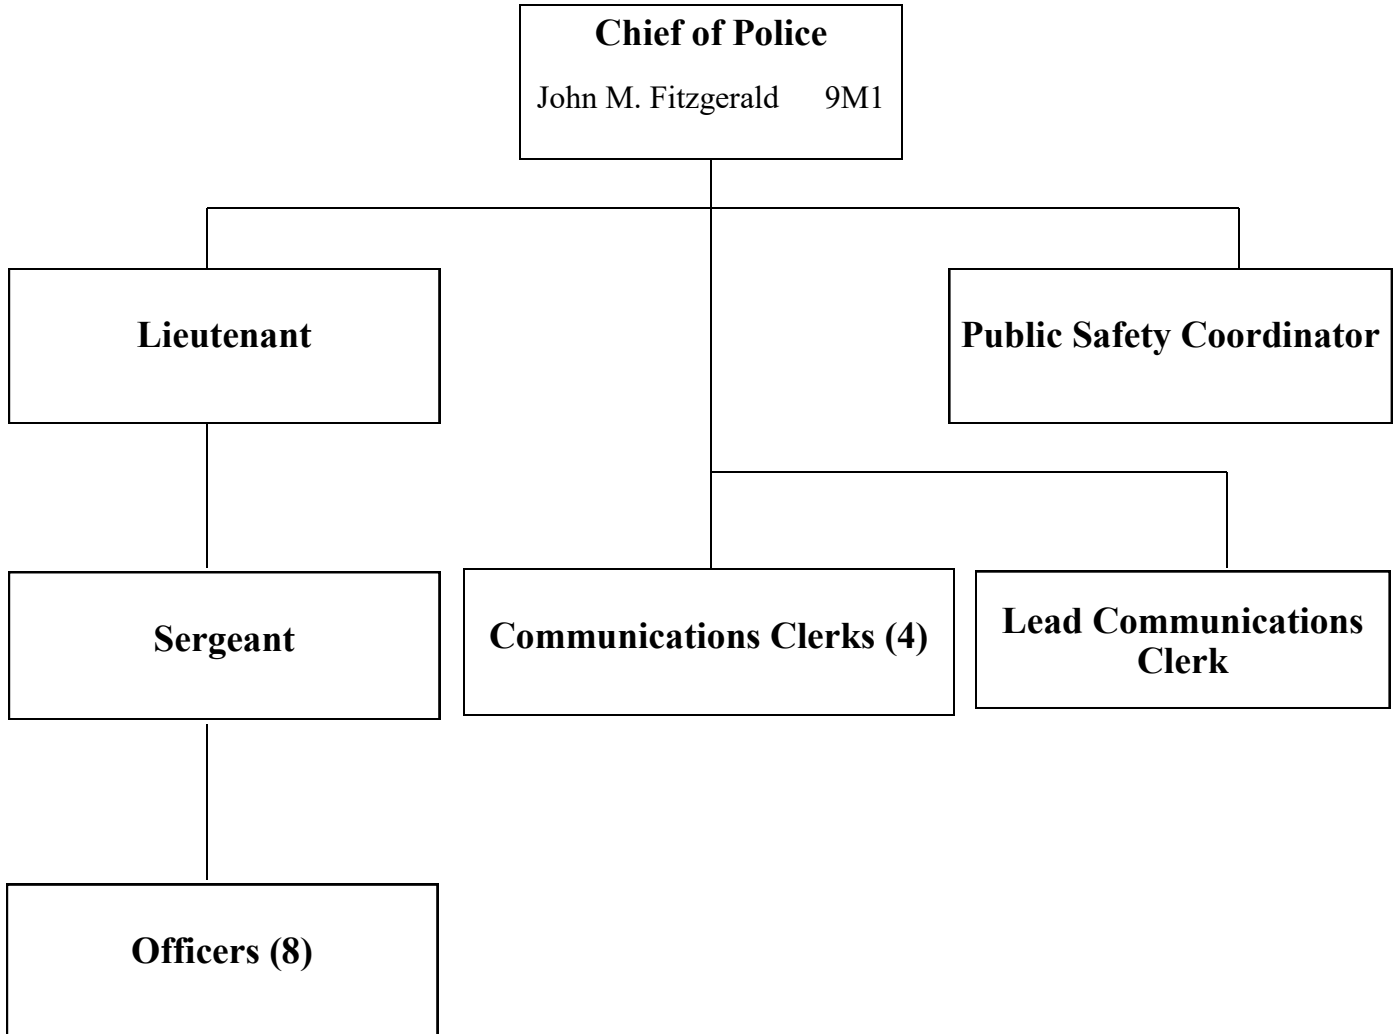 Chief of Police
John M. Fitzgerald 9M1
Lieutenant
Public Safety Coordinator
Sergeant
Communications Clerks (4)
Lead Communications
Clerk
Officers (8)